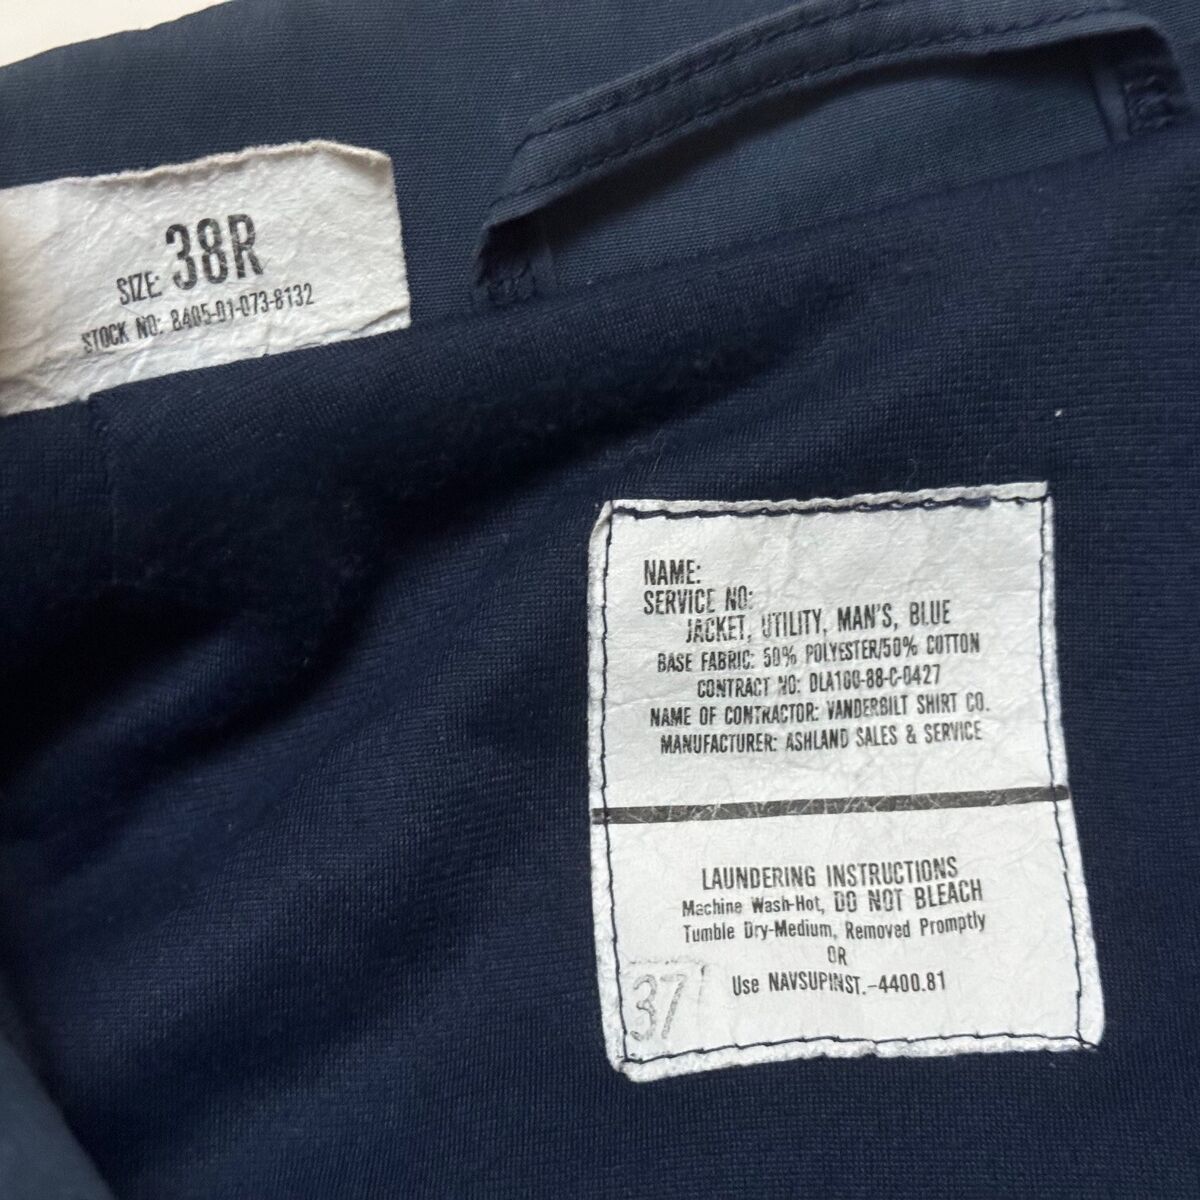 SIZE: 38R
STOCK NO: 8405-01-073-8132
NAME:
SERVICE NO:
JACKET, UTILITY, MAN'S, BLUE
BASE FABRIC: 50% POLYESTER/50% COTTON
CONTRACT NO: DLA100-88-C-0427
NAME OF CONTRACTOR: VANDERBILT SHIRT CO.
MANUFACTURER: ASHLAND SALES & SERVICE
LAUNDERING INSTRUCTIONS
Machine Wash-Hot, DO NOT BLEACH
Tumble Dry-Medium, Removed Promptly
OR
Use NAVSUPINST.-4400.81
37